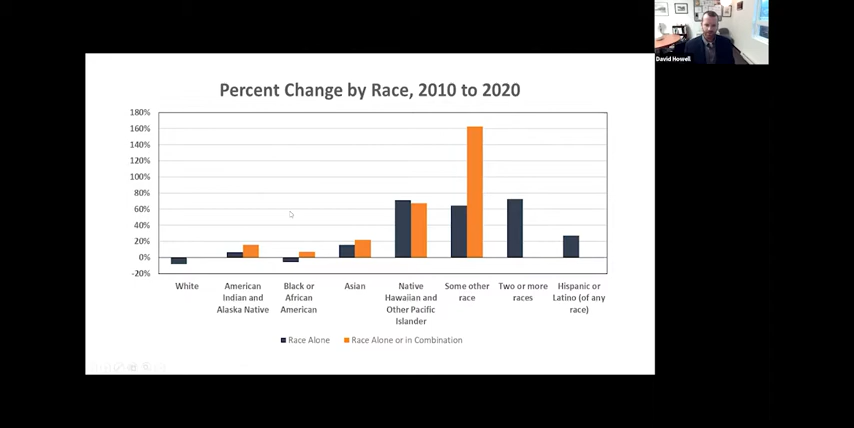 David Howell
Percent Change by Race, 2010 to 2020
180%
160%
140%
120%
100%
80%
60%
40%
20%
0%
-20%
White
American
Indian and
Alaska Native
Black or
African
American
Asian
Native
Hawaiian and
Other Pacific
Islander
Some other
race
Two or more
races
Hispanic or
Latino (of any
race)
Race Alone
Race Alone or in Combination